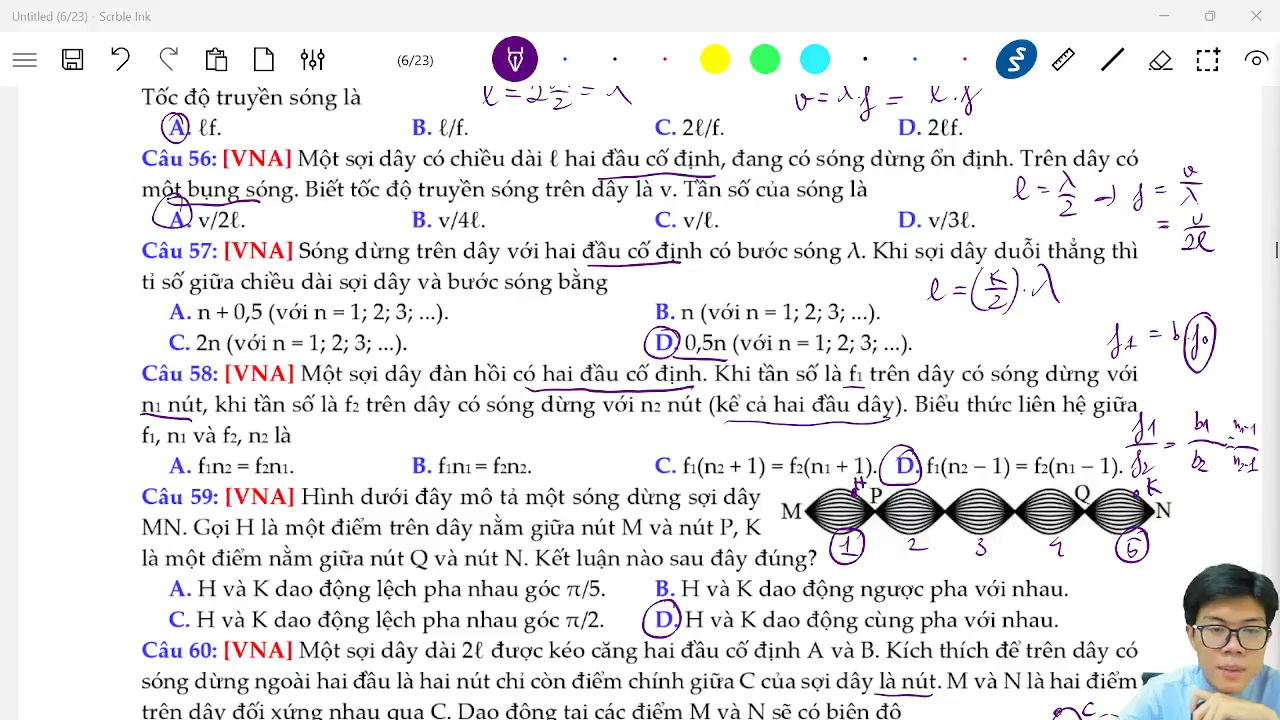 Untitled (6/23) - Scrble Ink
(6/23)
Tốc độ truyền sóng là
A. ℓf. B. ℓ/f. C. 2ℓ/f. D. 2ℓf.
Câu 56: [VNA] Một sợi dây có chiều dài ℓ hai đầu cố định, đang có sóng dừng ổn định. Trên dây có
một bụng sóng. Biết tốc độ truyền sóng trên dây là v. Tần số của sóng là
ℓ = λ/2 → f = v/λ
= v/2ℓ
A. v/2ℓ. B. v/4ℓ. C. v/ℓ. D. v/3ℓ.
Câu 57: [VNA] Sóng dừng trên dây với hai đầu cố định có bước sóng λ. Khi sợi dây duỗi thẳng thì
tỉ số giữa chiều dài sợi dây và bước sóng bằng
ℓ = (k/2).λ
A. n + 0,5 (với n = 1; 2; 3; ...). B. n (với n = 1; 2; 3; ...).
C. 2n (với n = 1; 2; 3; ...). D. 0,5n (với n = 1; 2; 3; ...).
f1 = b.f0
Câu 58: [VNA] Một sợi dây đàn hồi có hai đầu cố định. Khi tần số là f1 trên dây có sóng dừng với
n1 nút, khi tần số là f2 trên dây có sóng dừng với n2 nút (kể cả hai đầu dây). Biểu thức liên hệ giữa
f1, n1 và f2, n2 là
f1/f2 = b1/b2 = n1-1/n2-1
A. f1n2 = f2n1. B. f1n1 = f2n2. C. f1(n2 + 1) = f2(n1 + 1). D. f1(n2 − 1) = f2(n1 − 1).
Câu 59: [VNA] Hình dưới đây mô tả một sóng dừng sợi dây
MN. Gọi H là một điểm trên dây nằm giữa nút M và nút P, K
là một điểm nằm giữa nút Q và nút N. Kết luận nào sau đây đúng?
M H P Q K N
1 2 3 4 5
A. H và K dao động lệch pha nhau góc π/5. B. H và K dao động ngược pha với nhau.
C. H và K dao động lệch pha nhau góc π/2. D. H và K dao động cùng pha với nhau.
Câu 60: [VNA] Một sợi dây dài 2ℓ được kéo căng hai đầu cố định A và B. Kích thích để trên dây có
sóng dừng ngoài hai đầu là hai nút chỉ còn điểm chính giữa C của sợi dây là nút. M và N là hai điểm
trên dây đối xứng nhau qua C. Dao động tại các điểm M và N sẽ có biên độ
C